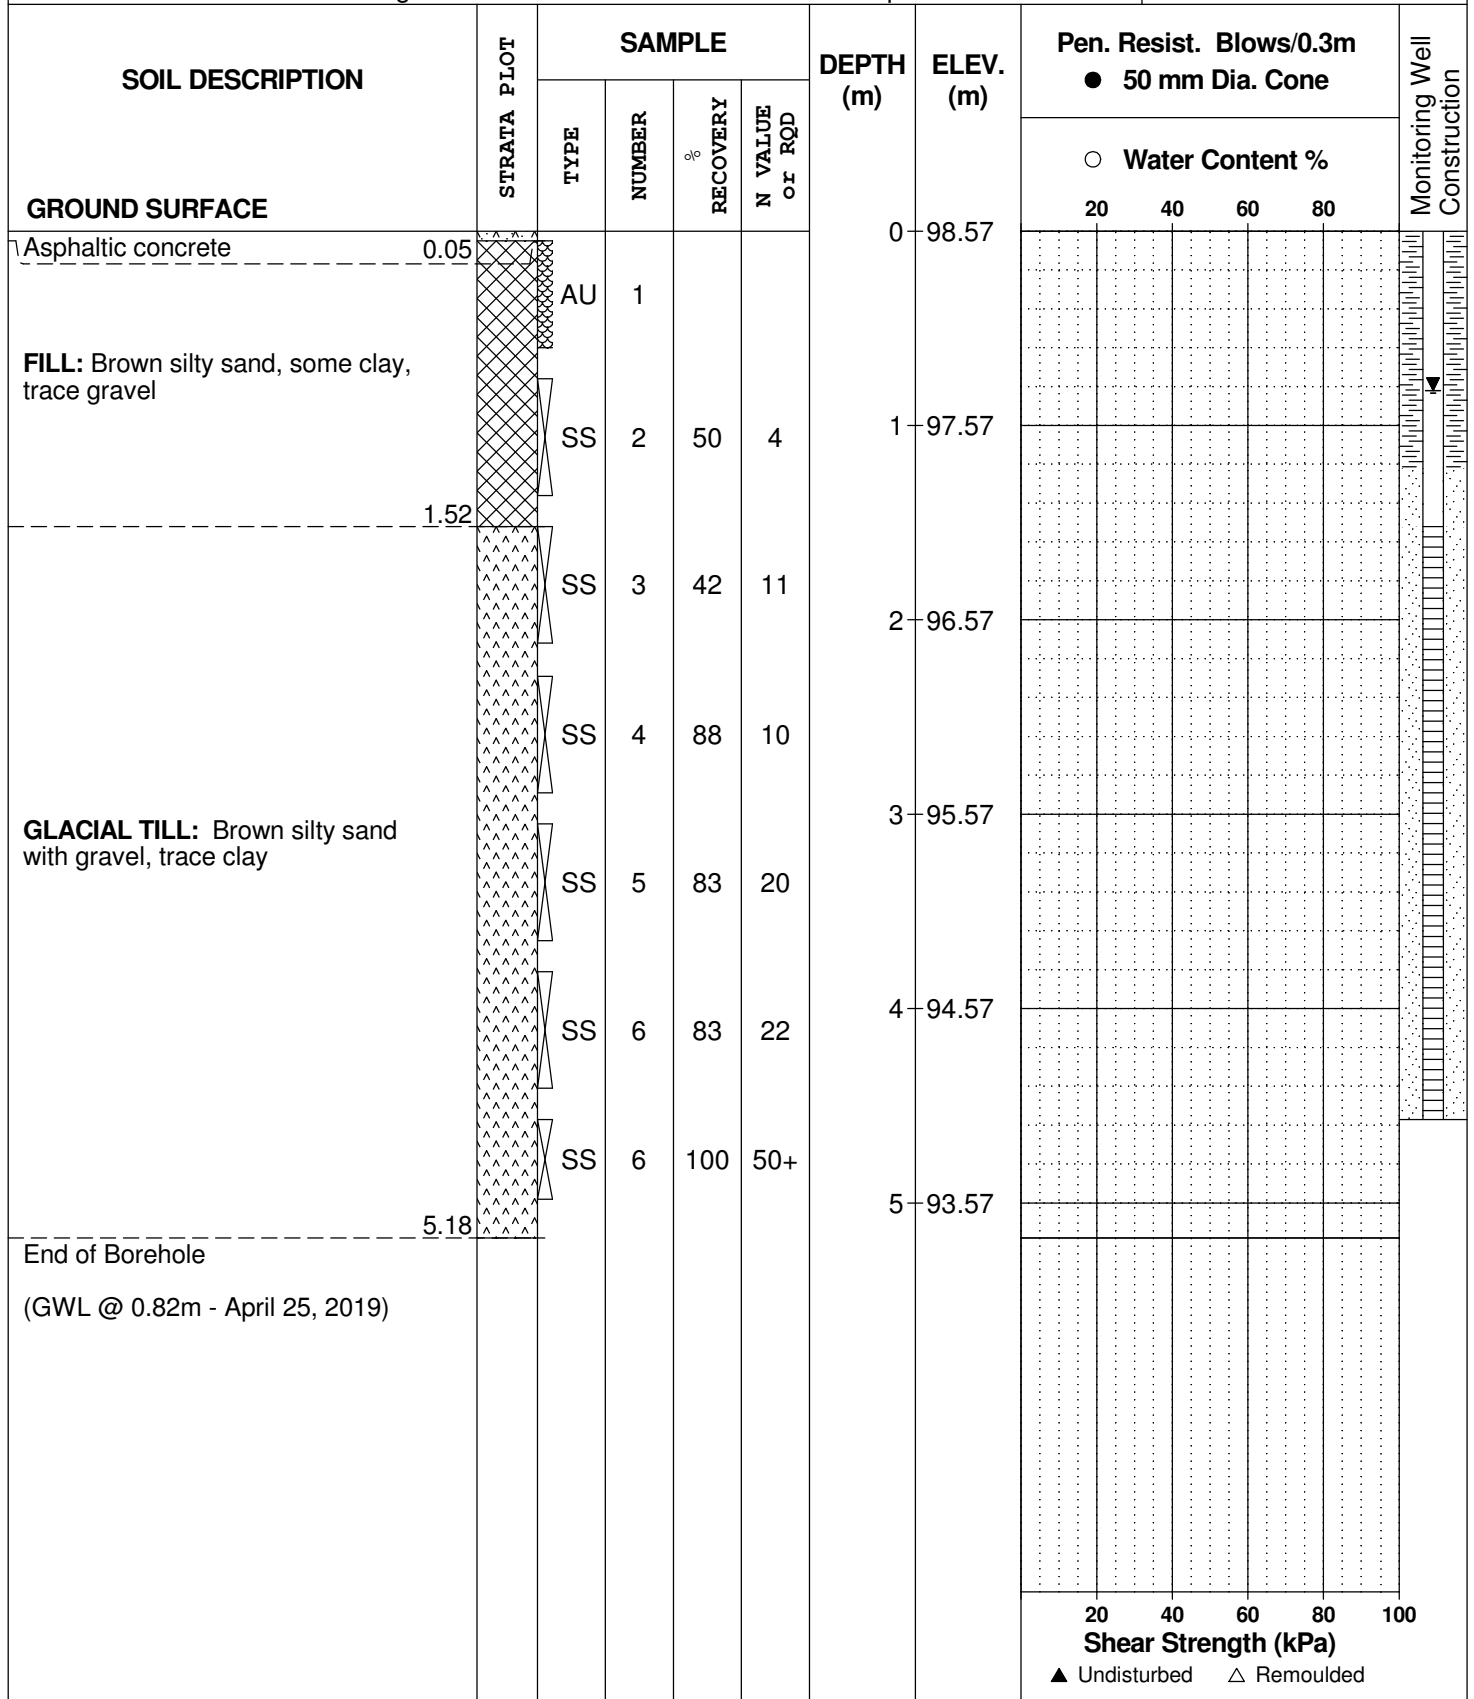 SOIL DESCRIPTION
GROUND SURFACE
STRATA PLOT
SAMPLE
TYPE
NUMBER
%
RECOVERY
N VALUE
or RQD
DEPTH
(m)
ELEV.
(m)
Pen. Resist. Blows/0.3m
● 50 mm Dia. Cone
○ Water Content %
20 40 60 80
Monitoring Well
Construction
0 98.57
Asphaltic concrete 0.05
AU 1
FILL: Brown silty sand, some clay,
trace gravel
SS 2 50 4
1 97.57
1.52
SS 3 42 11
2 96.57
SS 4 88 10
3 95.57
GLACIAL TILL: Brown silty sand
with gravel, trace clay
SS 5 83 20
4 94.57
SS 6 83 22
SS 6 100 50+
5 93.57
5.18
End of Borehole
(GWL @ 0.82m - April 25, 2019)
20 40 60 80 100
Shear Strength (kPa)
▲ Undisturbed △ Remoulded